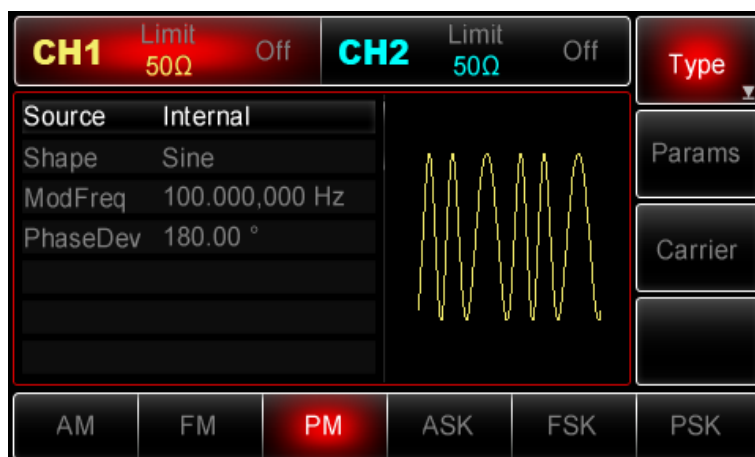 CH1 Limit Off CH2 Limit Off Type
50Ω 50Ω
Source Internal
Shape Sine Params
ModFreq 100.000,000 Hz
PhaseDev 180.00 ° Carrier
AM FM PM ASK FSK PSK